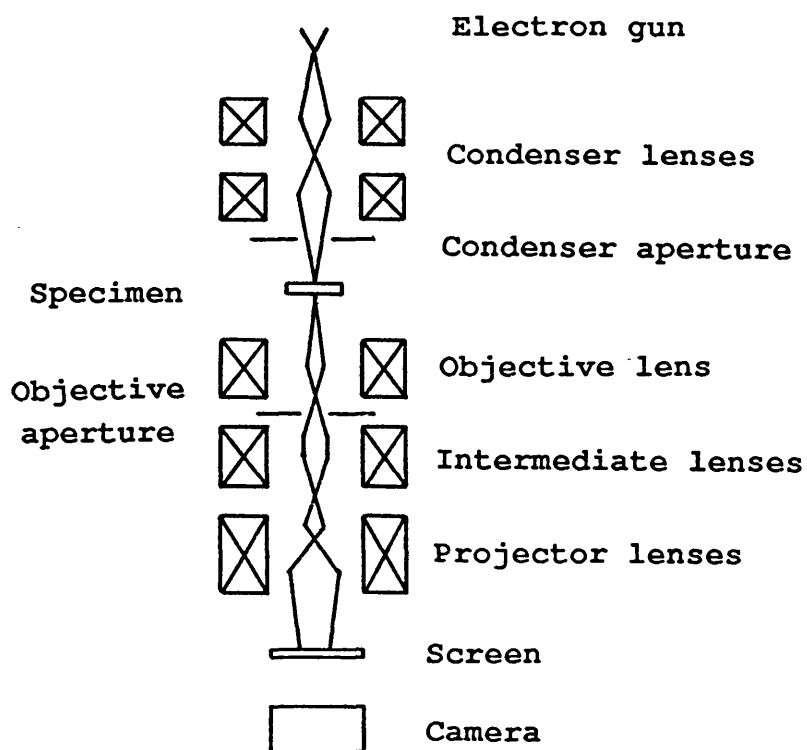 Electron gun
Condenser lenses
Condenser aperture
Specimen
Objective lens
Objective
aperture
Intermediate lenses
Projector lenses
Screen
Camera